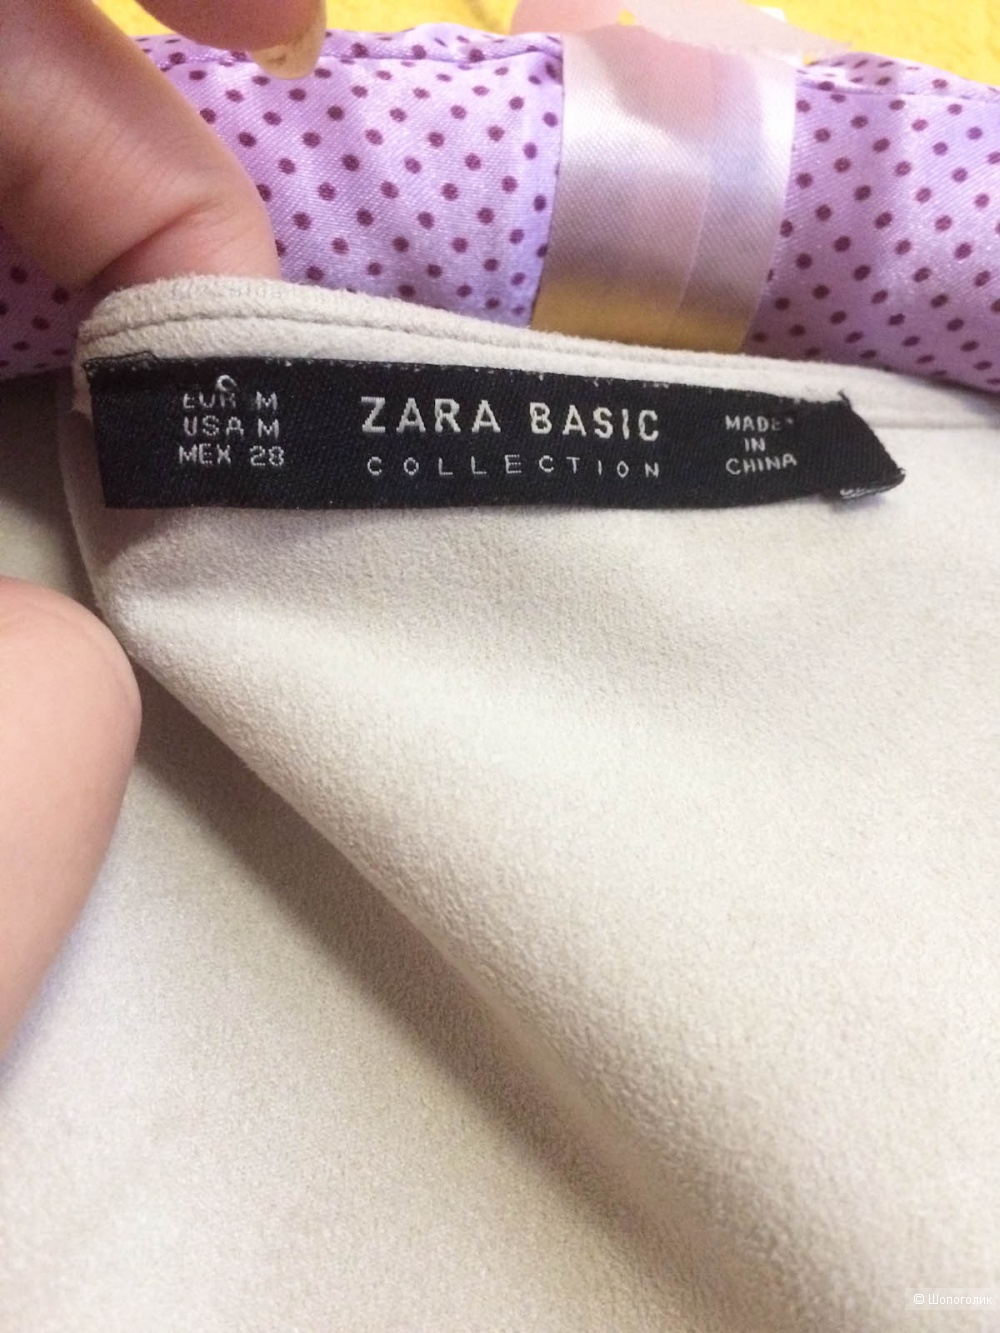 EUR M
USA M
MEX 28
ZARA BASIC
COLLECTION
MADE
IN
CHINA
© Шопоголик